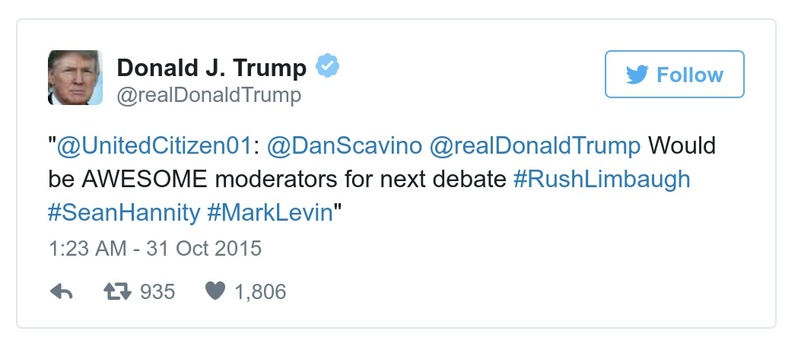 Donald J. Trump
@realDonaldTrump
Follow
"@UnitedCitizen01: @DanScavino @realDonaldTrump Would
be AWESOME moderators for next debate #RushLimbaugh
#SeanHannity #MarkLevin"
1:23 AM - 31 Oct 2015
935 1,806